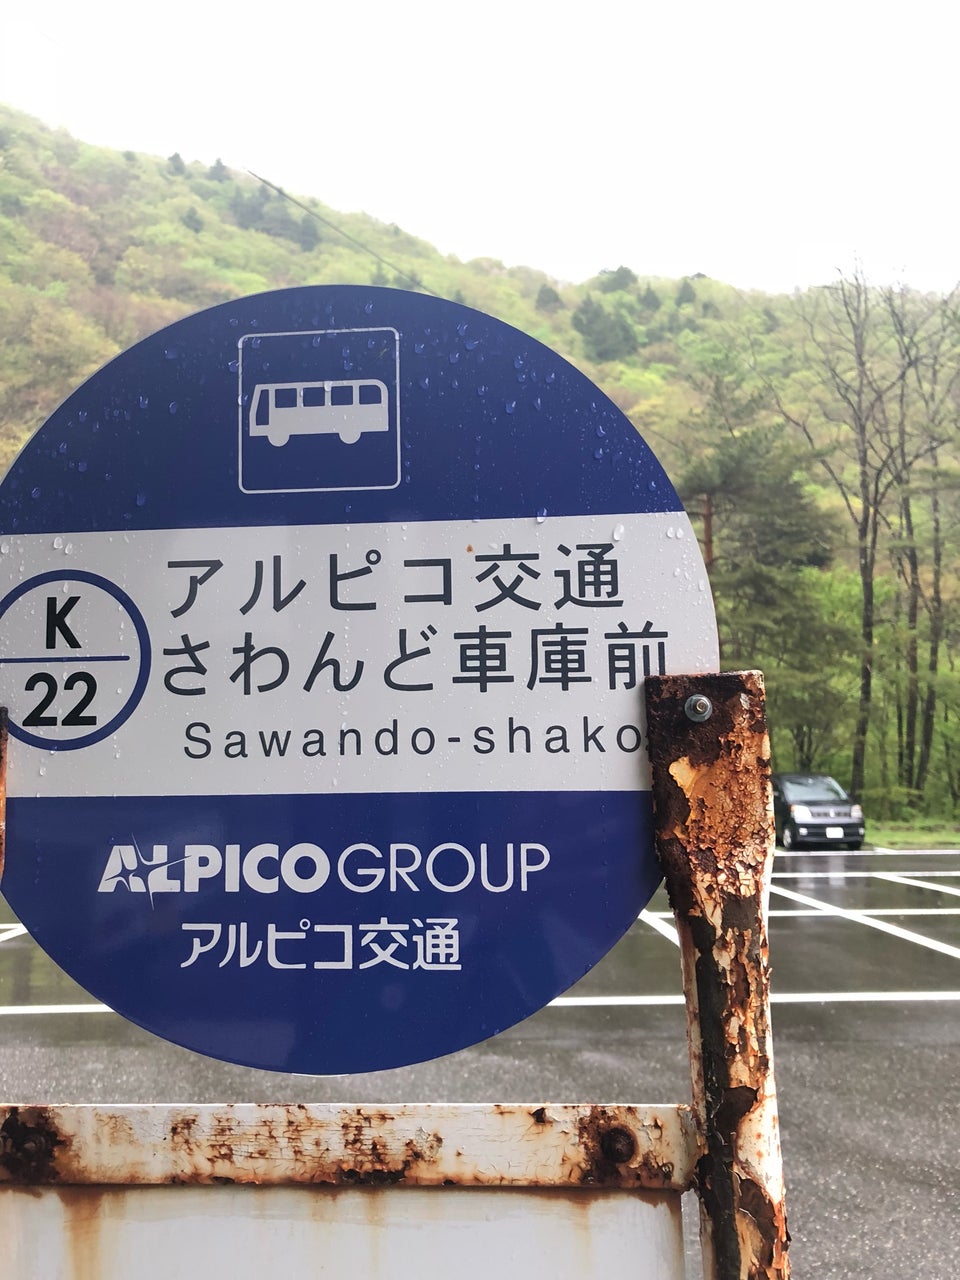 K
22
アルピコ交通
さわんど車庫前
Sawando-shako
ALPICO GROUP
アルピコ交通